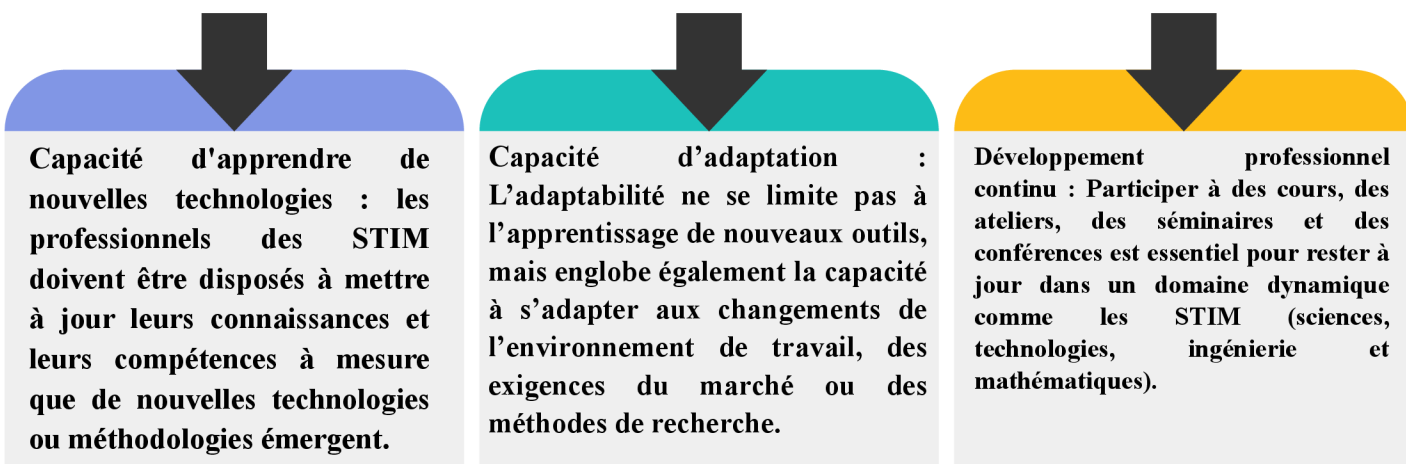 Capacité d'apprendre de
nouvelles technologies : les
professionnels des STIM
doivent être disposés à mettre
à jour leurs connaissances et
leurs compétences à mesure
que de nouvelles technologies
ou méthodologies émergent.
Capacité d’adaptation :
L’adaptabilité ne se limite pas à
l’apprentissage de nouveaux outils,
mais englobe également la capacité
à s’adapter aux changements de
l’environnement de travail, des
exigences du marché ou des
méthodes de recherche.
Développement professionnel
continu : Participer à des cours, des
ateliers, des séminaires et des
conférences est essentiel pour rester à
jour dans un domaine dynamique
comme les STIM (sciences,
technologies, ingénierie et
mathématiques).